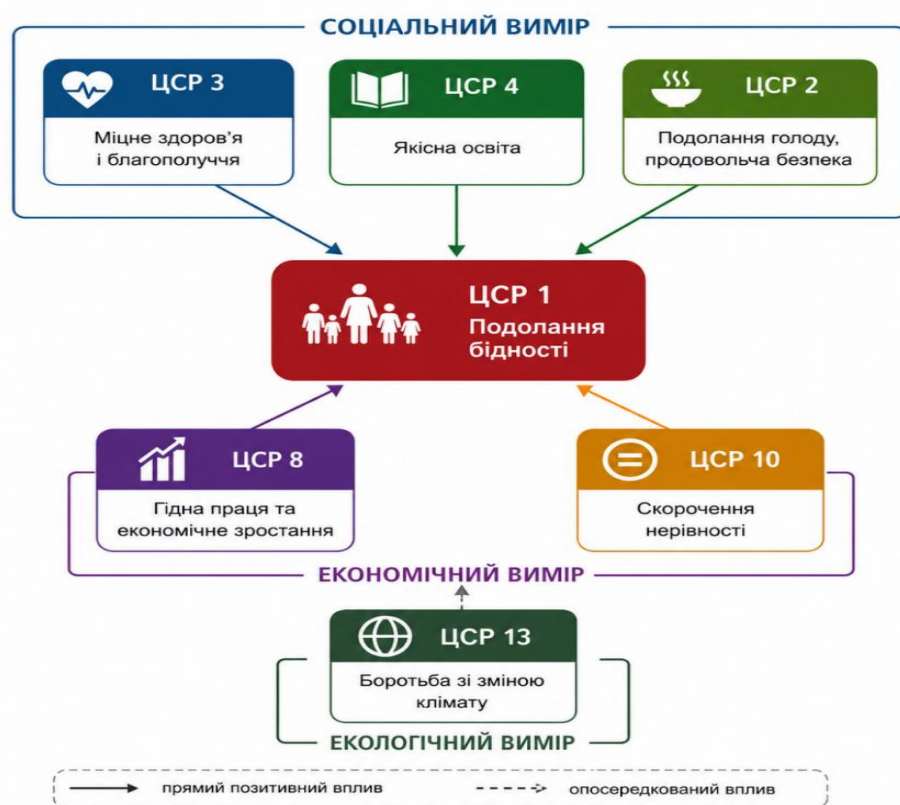 СОЦІАЛЬНИЙ ВИМІР
ЦСР 3
Міцне здоров’я
і благополуччя
ЦСР 4
Якісна освіта
ЦСР 2
Подолання голоду,
продовольча безпека
ЦСР 1
Подолання
бідності
ЦСР 8
Гідна праця та
економічне зростання
ЦСР 10
Скорочення
нерівності
ЕКОНОМІЧНИЙ ВИМІР
ЦСР 13
Боротьба зі зміною
клімату
ЕКОЛОГІЧНИЙ ВИМІР
прямий позитивний вплив
опосередкований вплив